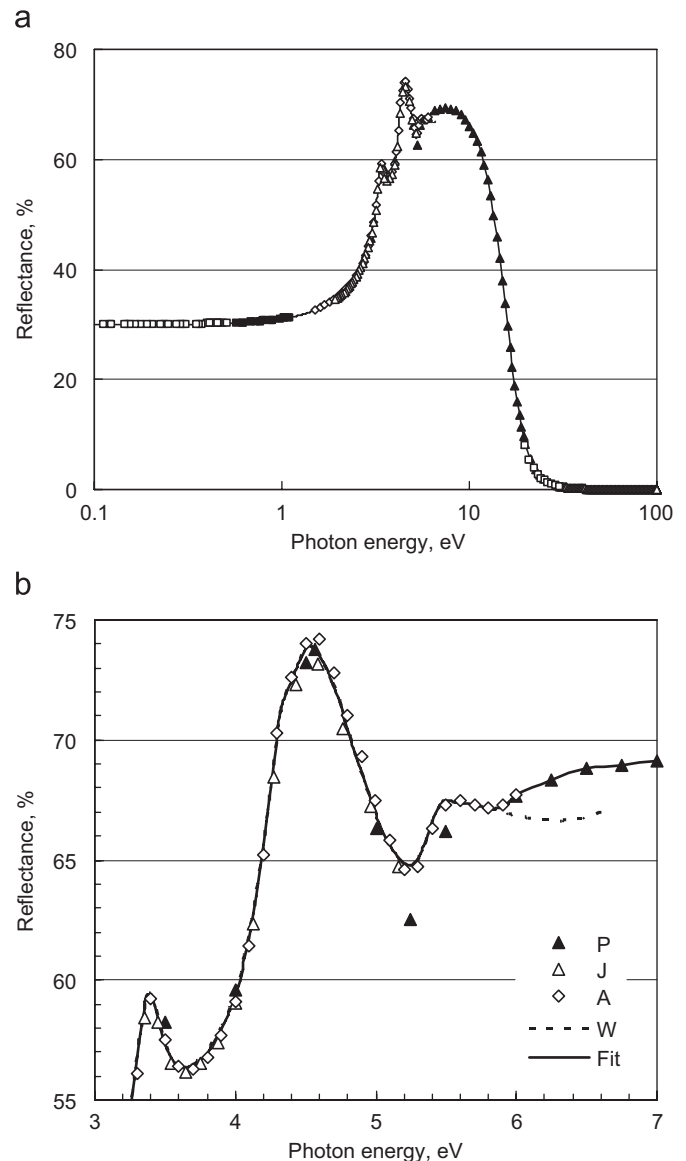 a
80
60
40
20
0
Reflectance, %
0.1 1 10 100
Photon energy, eV
b
75
70
65
60
55
Reflectance, %
P
J
A
W
Fit
3 4 5 6 7
Photon energy, eV